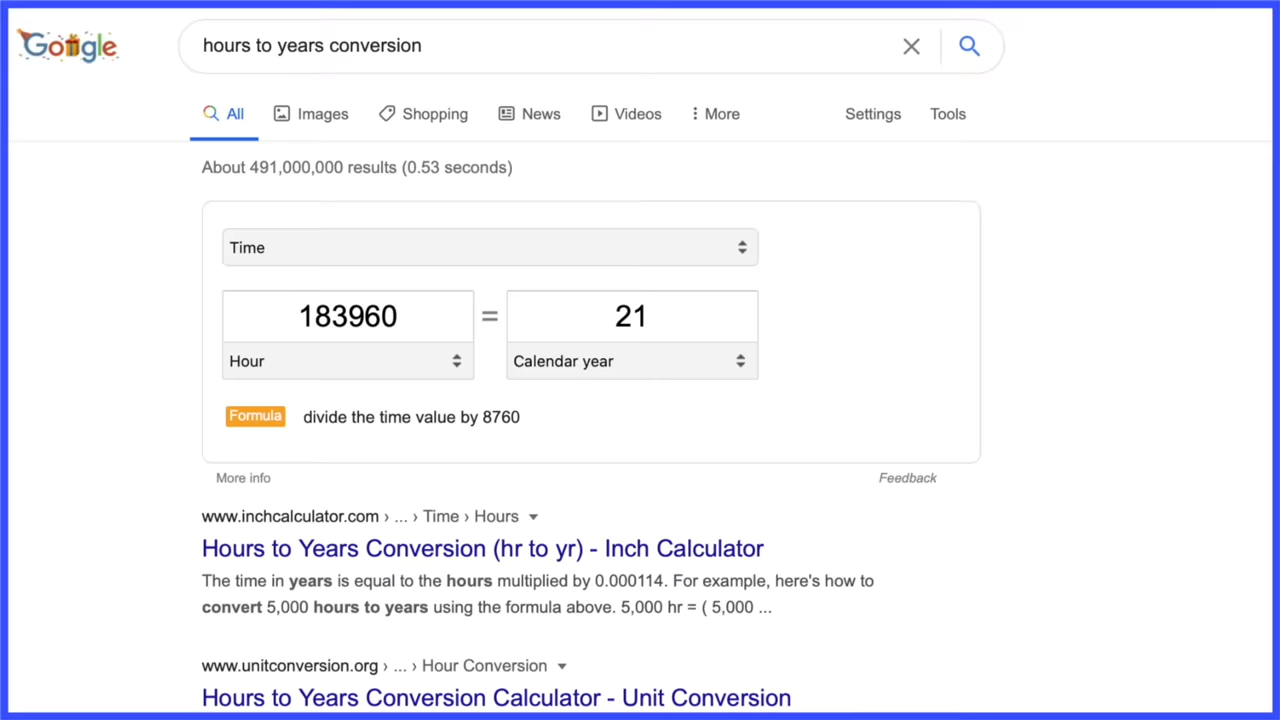 Google
hours to years conversion
All Images Shopping News Videos More Settings Tools
About 491,000,000 results (0.53 seconds)
Time
183960 = 21
Hour Calendar year
Formula divide the time value by 8760
More info Feedback
www.inchcalculator.com › ... › Time › Hours
Hours to Years Conversion (hr to yr) - Inch Calculator
The time in years is equal to the hours multiplied by 0.000114. For example, here's how to
convert 5,000 hours to years using the formula above. 5,000 hr = ( 5,000 ...
www.unitconversion.org › ... › Hour Conversion
Hours to Years Conversion Calculator - Unit Conversion